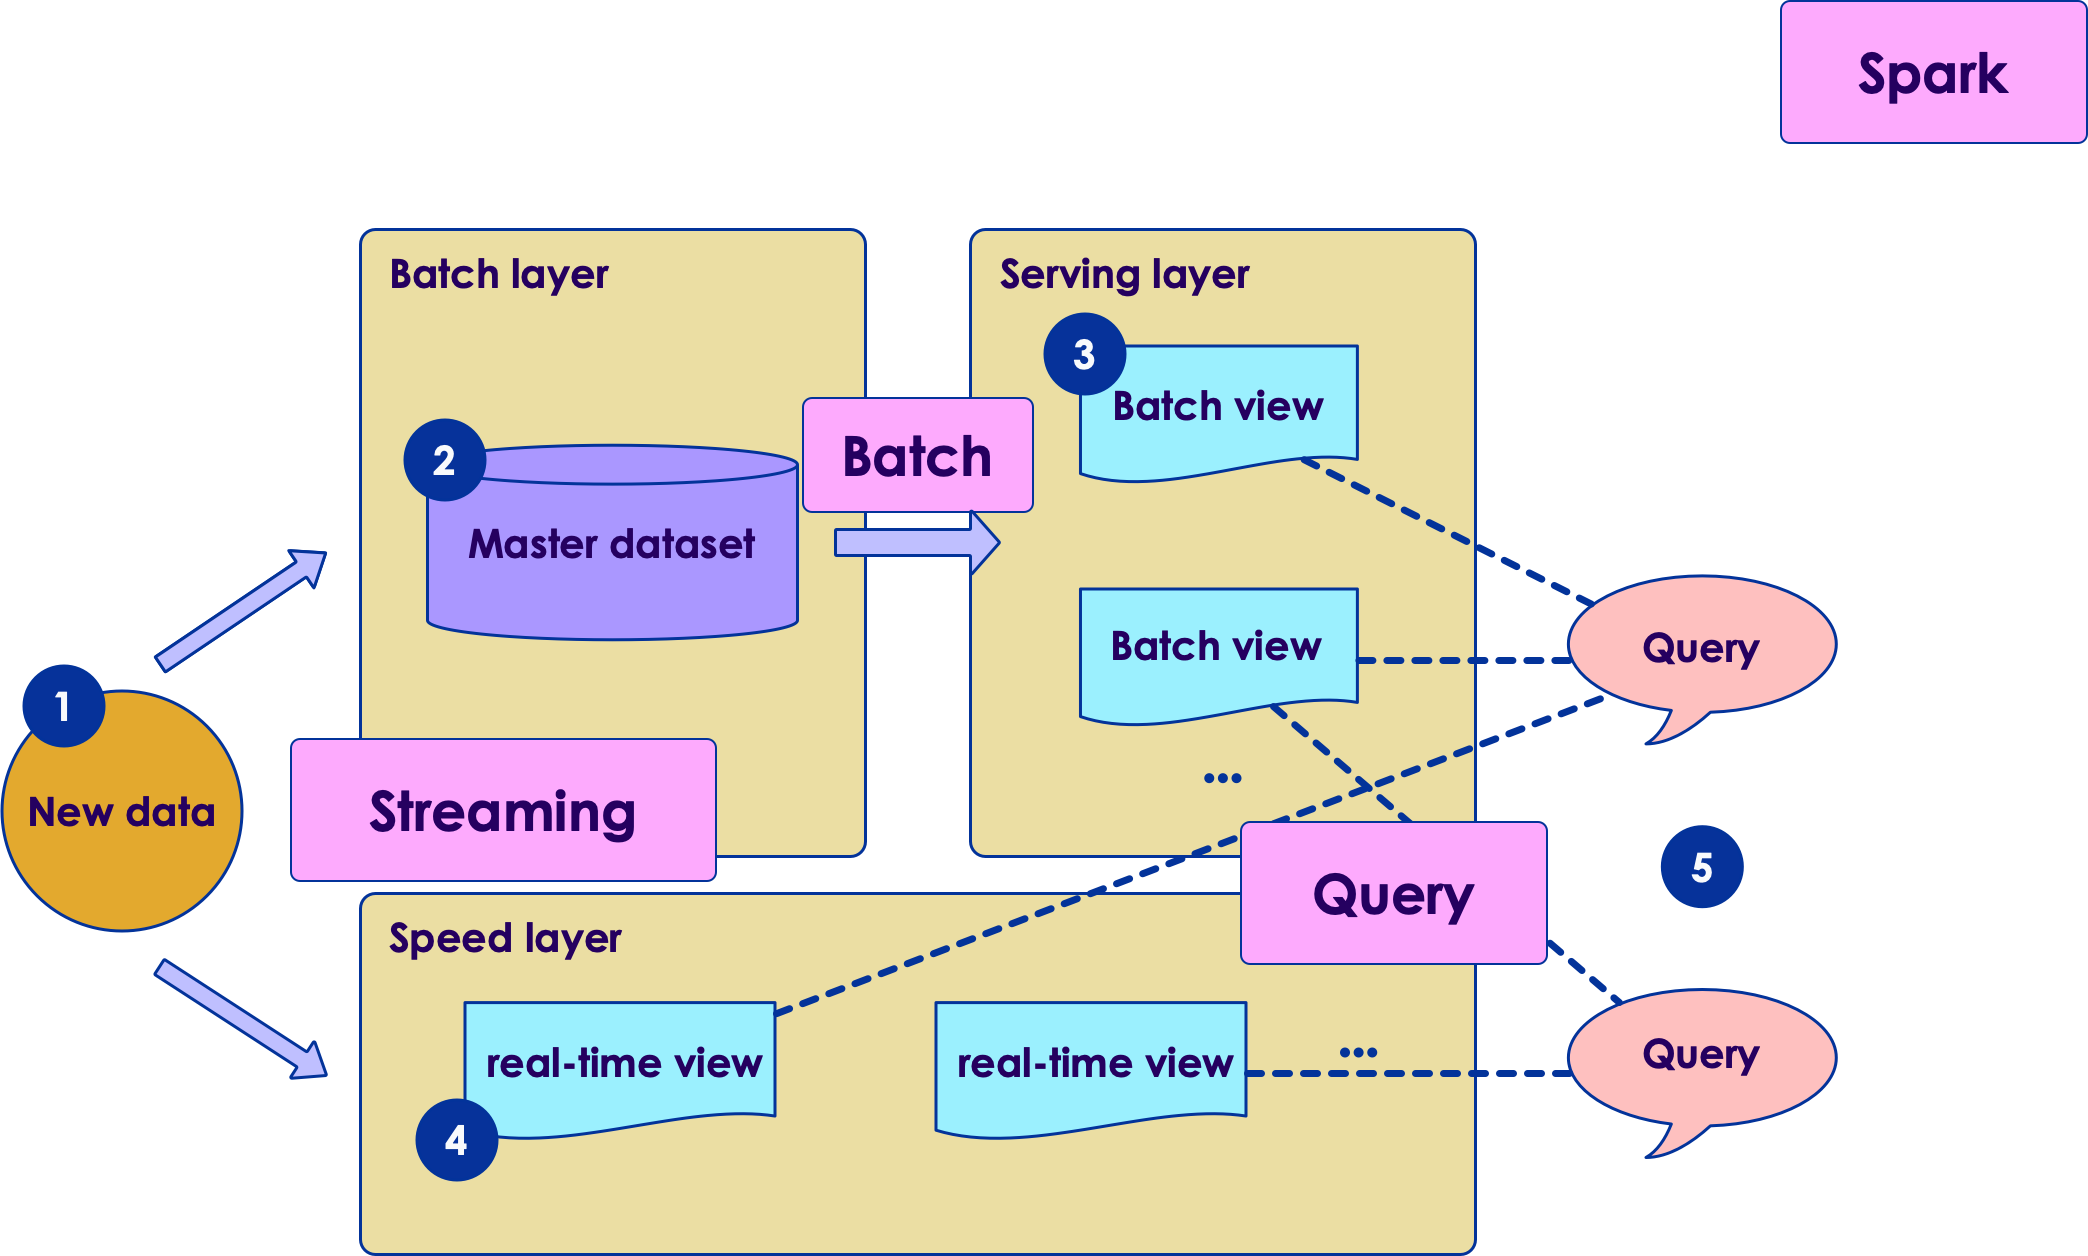 Spark
Batch layer
Serving layer
3
Batch view
2
Batch
Master dataset
Batch view
Query
1
New data
Streaming
...
5
Query
Speed layer
real-time view
real-time view
...
Query
4